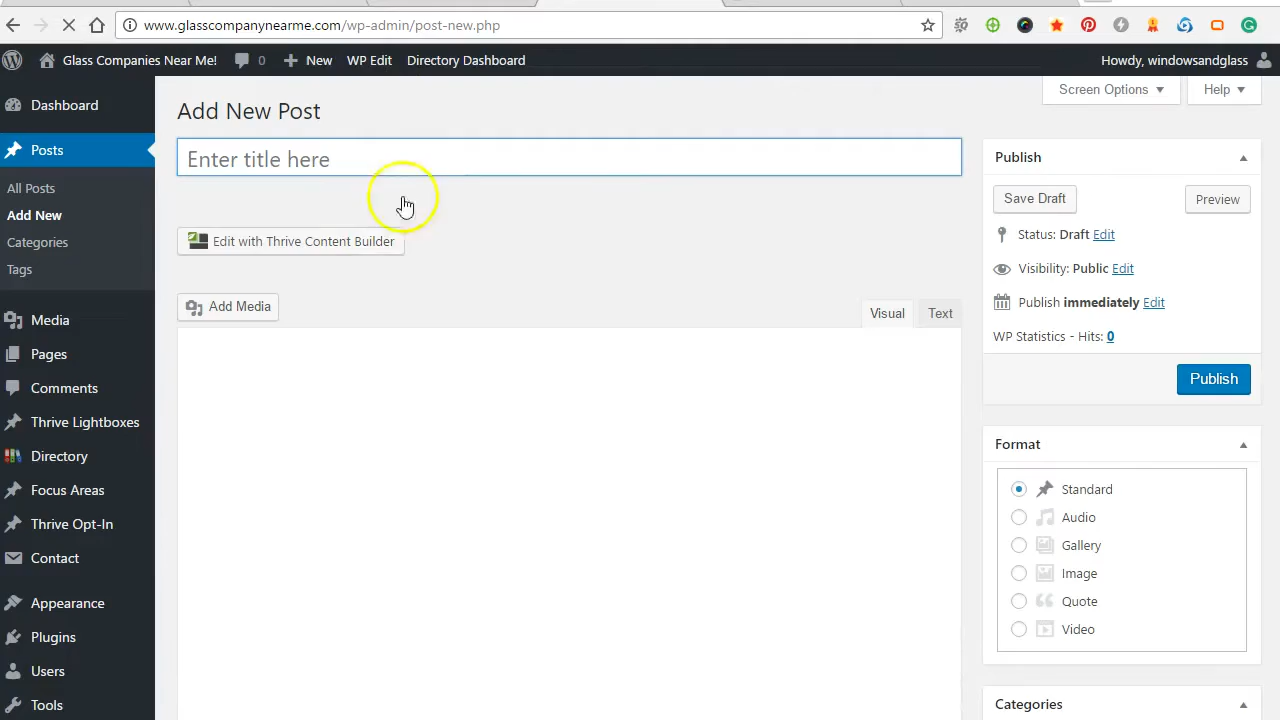 www.glasscompanynearme.com/wp-admin/post-new.php
Glass Companies Near Me! 0 New WP Edit Directory Dashboard Howdy, windowsandglass
Screen Options Help
Dashboard
Posts
All Posts
Add New
Categories
Tags
Media
Pages
Comments
Thrive Lightboxes
Directory
Focus Areas
Thrive Opt-In
Contact
Appearance
Plugins
Users
Tools
Add New Post
Enter title here
Edit with Thrive Content Builder
Add Media
Visual Text
Publish
Save Draft Preview
Status: Draft Edit
Visibility: Public Edit
Publish immediately Edit
WP Statistics - Hits: 0
Publish
Format
Standard
Audio
Gallery
Image
Quote
Video
Categories